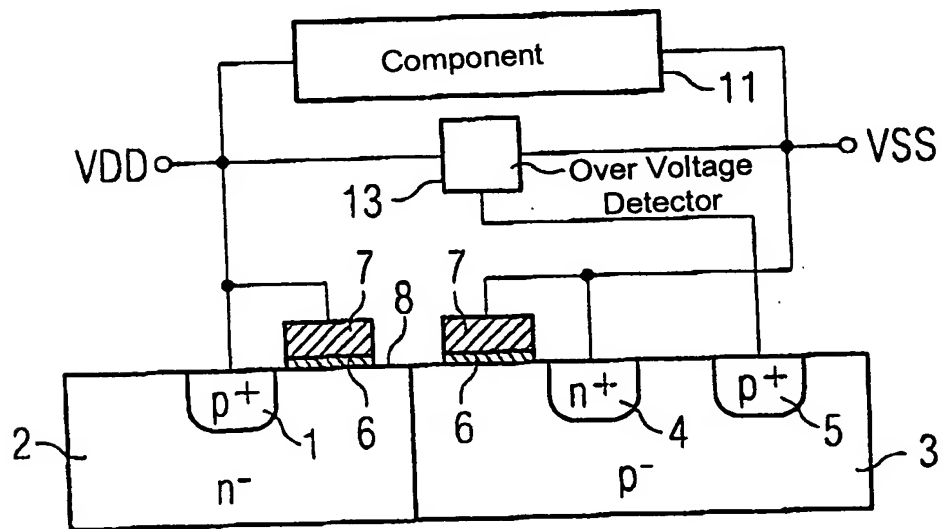 Component
11
VDD
VSS
13
Over Voltage
Detector
7
8
7
p+
n+
p+
2
1
6
6
4
5
3
n-
p-